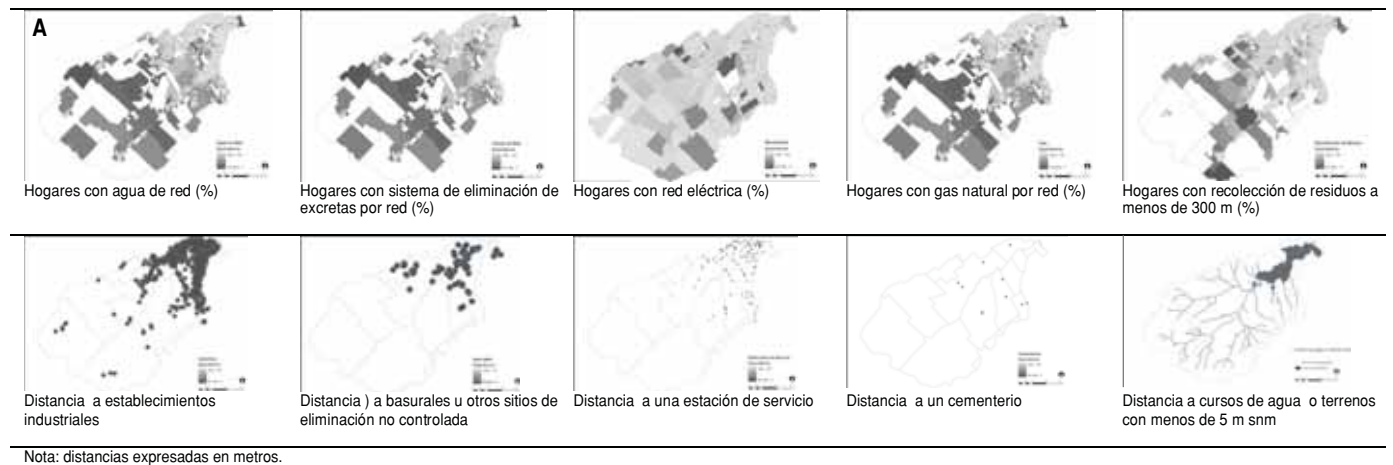 A
Hogares con agua de red (%)
Hogares con sistema de eliminación de
excretas por red (%)
Hogares con red eléctrica (%)
Hogares con gas natural por red (%)
Hogares con recolección de residuos a
menos de 300 m (%)
Distancia a establecimientos
industriales
Distancia ) a basurales u otros sitios de
eliminación no controlada
Distancia a una estación de servicio
Distancia a un cementerio
Distancia a cursos de agua o terrenos
con menos de 5 m snm
Nota: distancias expresadas en metros.